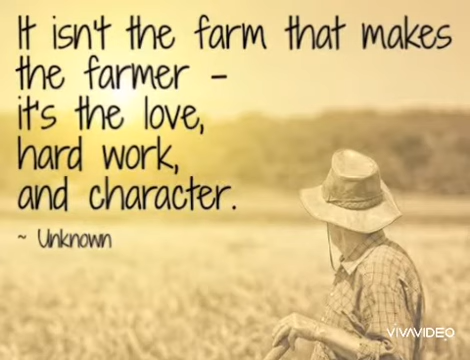 It isn't the farm that makes
the farmer -
it's the love,
hard work,
and character.
~ Unknown
VIVAVIDEO